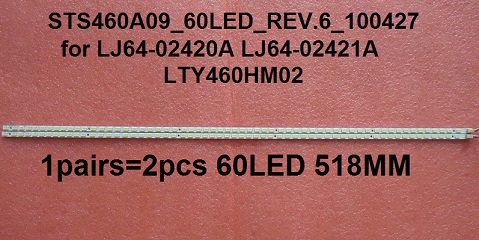 STS460A09_60LED_REV.6_100427
for LJ64-02420A LJ64-02421A
LTY460HM02
1pairs=2pcs 60LED 518MM